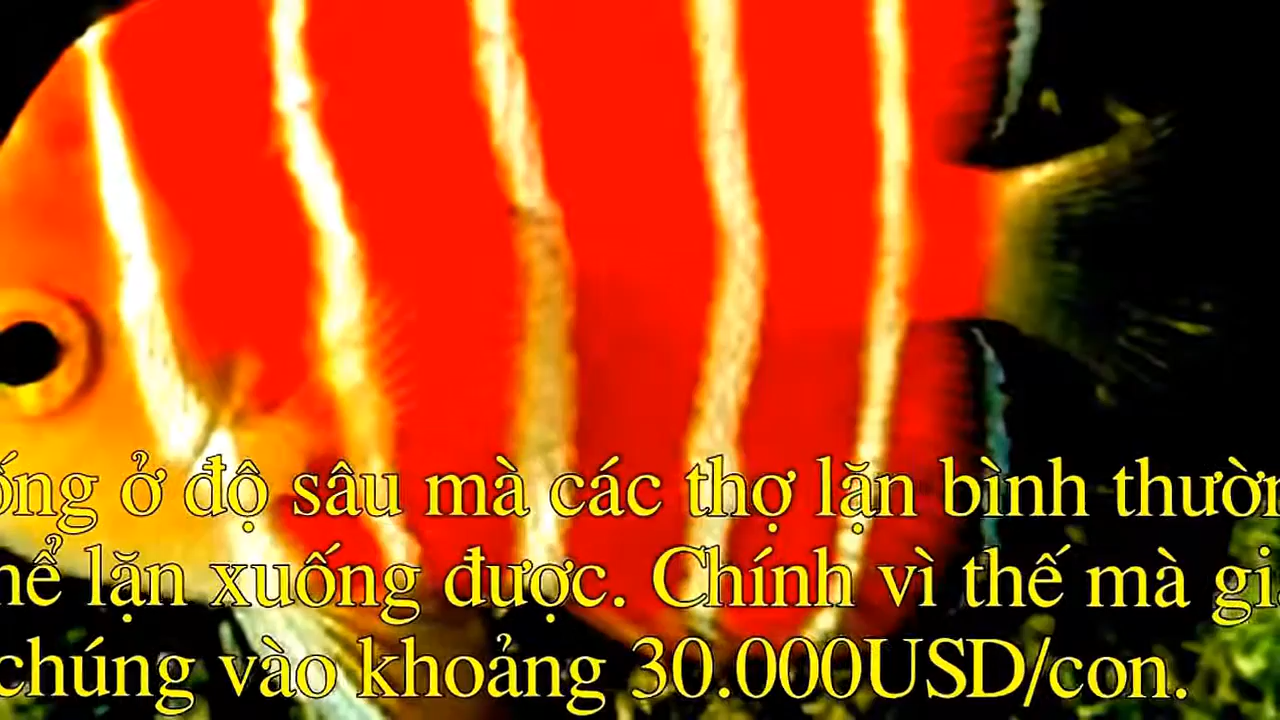 ống ở độ sâu mà các thợ lặn bình thườn
hể lặn xuống được. Chính vì thế mà gi
chúng vào khoảng 30.000USD/con.